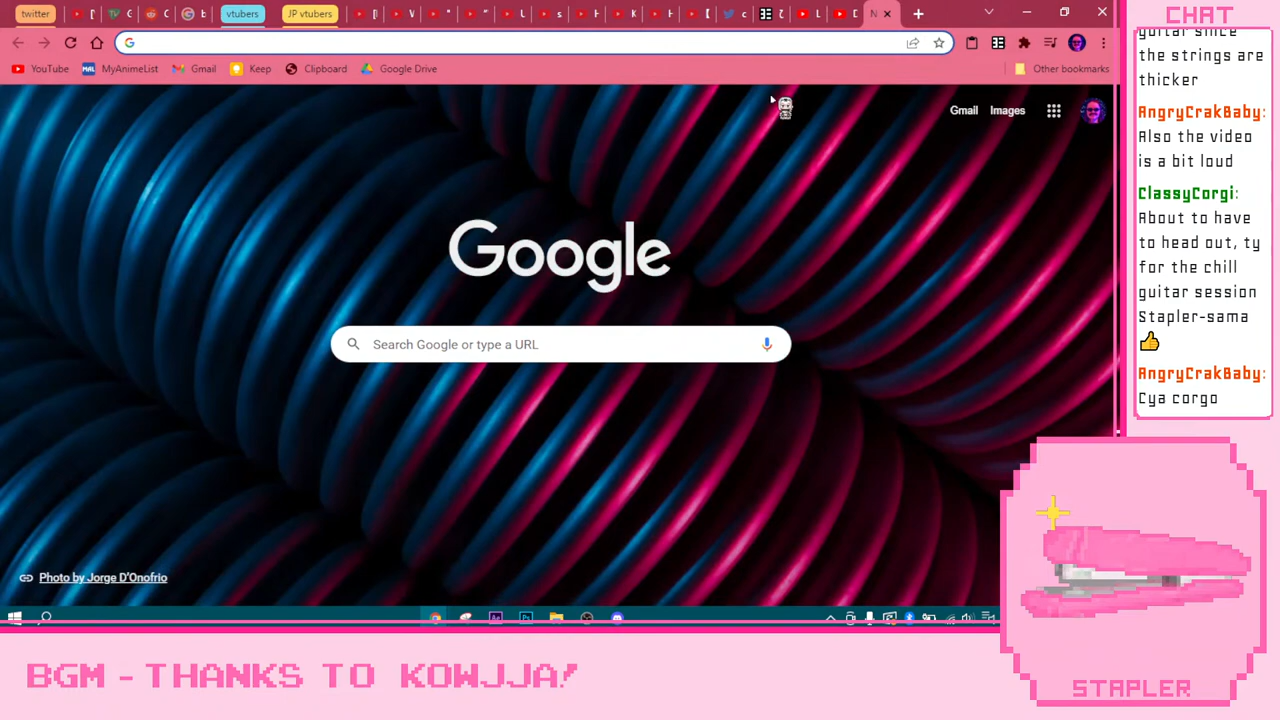 twitter
vtubers
JP vtubers
YouTube
MyAnimeList
Gmail
Keep
Clipboard
Google Drive
Other bookmarks
Gmail
Images
Google
Search Google or type a URL
Photo by Jorge D'Onofrio
CHAT
guitar since
the strings are
thicker
AngryCrakBaby:
Also the video
is a bit loud
ClassyCorgi:
About to have
to head out, ty
for the chill
guitar session
Stapler-sama
👍
AngryCrakBaby:
Cya corgo
STAPLER
BGM - THANKS TO KOWJJA!